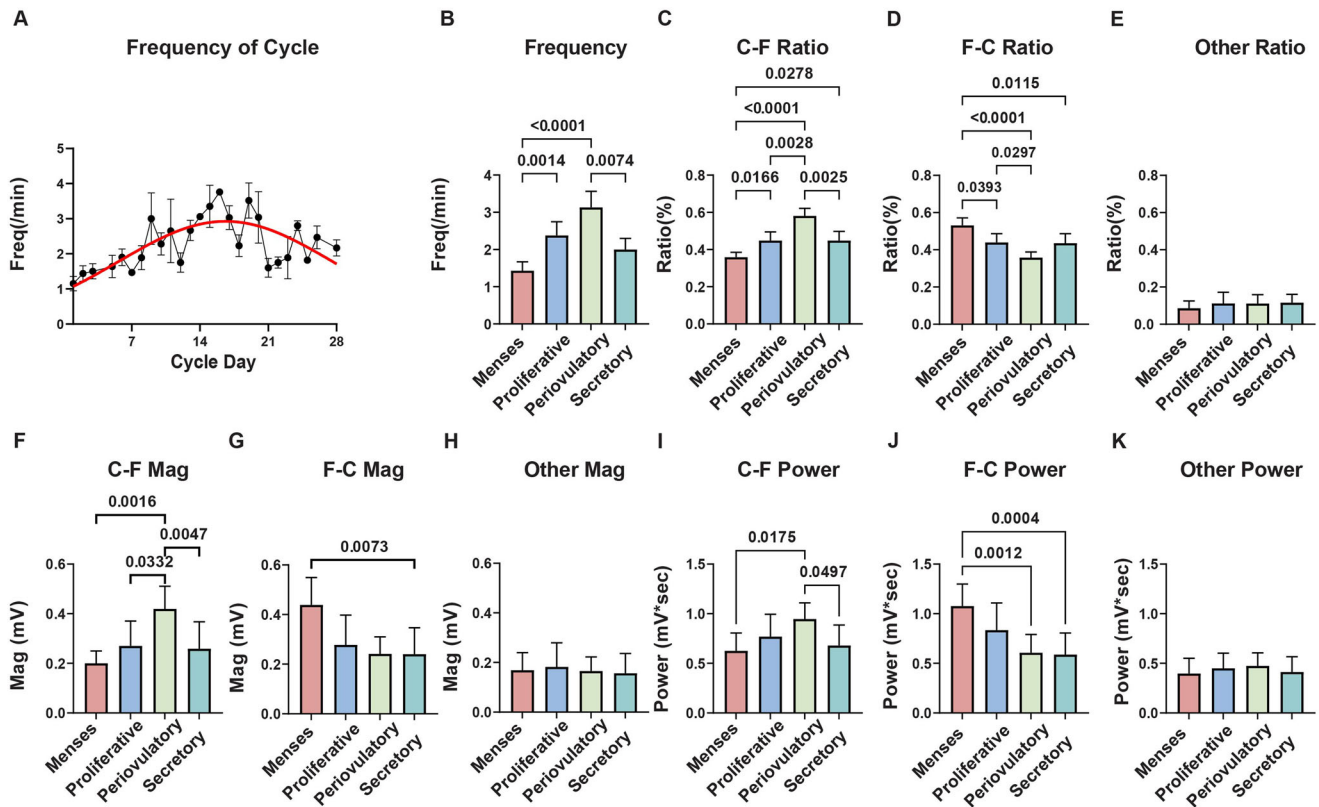 A
Frequency of Cycle
Freq(/min)
5
4
3
2
1
0
7
14
21
28
Cycle Day
B
Frequency
<0.0001
0.0014
0.0074
Freq(/min)
5
4
3
2
1
0
Menses
Proliferative
Periovulatory
Secretory
C
C-F Ratio
0.0278
<0.0001
0.0028
0.0166
0.0025
Ratio(%)
0.8
0.6
0.4
0.2
0.0
Menses
Proliferative
Periovulatory
Secretory
D
F-C Ratio
0.0115
<0.0001
0.0297
0.0393
Ratio(%)
0.8
0.6
0.4
0.2
0.0
Menses
Proliferative
Periovulatory
Secretory
E
Other Ratio
Ratio(%)
0.8
0.6
0.4
0.2
0.0
Menses
Proliferative
Periovulatory
Secretory
F
C-F Mag
0.0016
0.0047
0.0332
Mag (mV)
0.6
0.4
0.2
0.0
Menses
Proliferative
Periovulatory
Secretory
G
F-C Mag
0.0073
Mag (mV)
0.6
0.4
0.2
0.0
Menses
Proliferative
Periovulatory
Secretory
H
Other Mag
Mag (mV)
0.6
0.4
0.2
0.0
Menses
Proliferative
Periovulatory
Secretory
I
C-F Power
0.0175
0.0497
Power (mV*sec)
1.5
1.0
0.5
0.0
Menses
Proliferative
Periovulatory
Secretory
J
F-C Power
0.0004
0.0012
Power (mV*sec)
1.5
1.0
0.5
0.0
Menses
Proliferative
Periovulatory
Secretory
K
Other Power
Power (mV*sec)
1.5
1.0
0.5
0.0
Menses
Proliferative
Periovulatory
Secretory